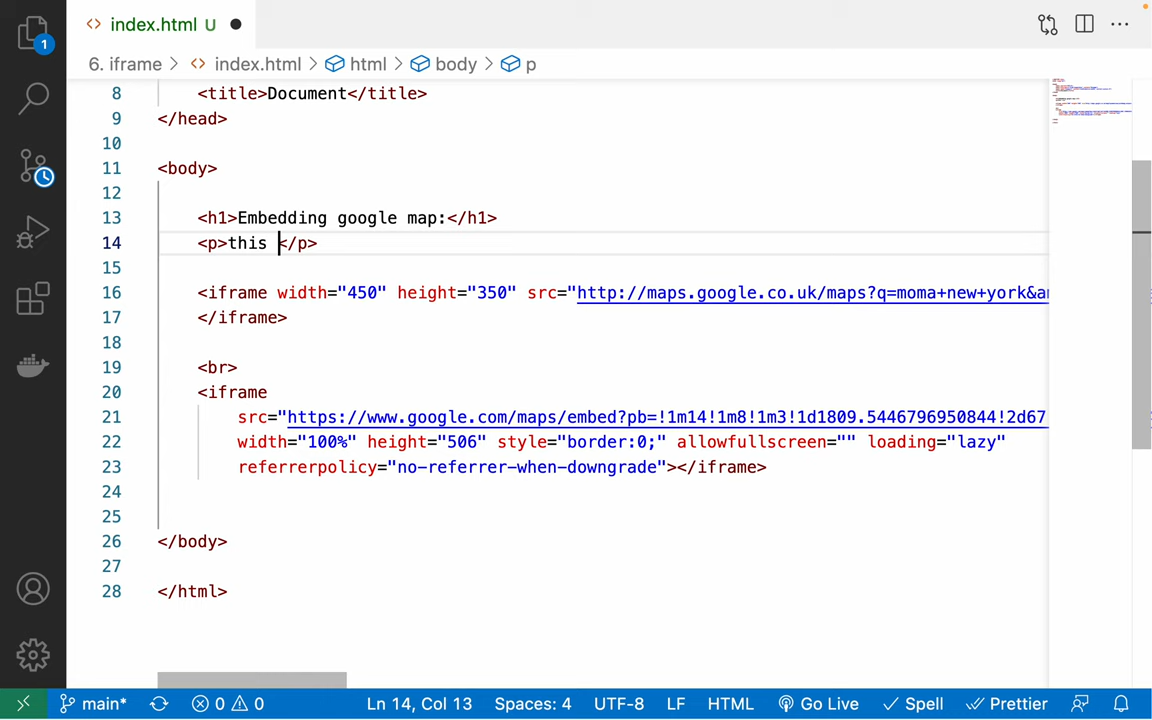 1
index.html U
6. iframe > index.html > html > body > p
8 <title>Document</title>
9 </head>
10
11 <body>
12
13 <h1>Embedding google map:</h1>
14 <p>this </p>
15
16 <iframe width="450" height="350" src="http://maps.google.co.uk/maps?q=moma+new+york&a
17 </iframe>
18
19 <br>
20 <iframe
21 src="https://www.google.com/maps/embed?pb=!1m14!1m8!1m3!1d1809.5446796950844!2d67
22 width="100%" height="506" style="border:0;" allowfullscreen="" loading="lazy"
23 referrerpolicy="no-referrer-when-downgrade"></iframe>
24
25
26 </body>
27
28 </html>
main* 0 0 Ln 14, Col 13 Spaces: 4 UTF-8 LF HTML Go Live Spell Prettier